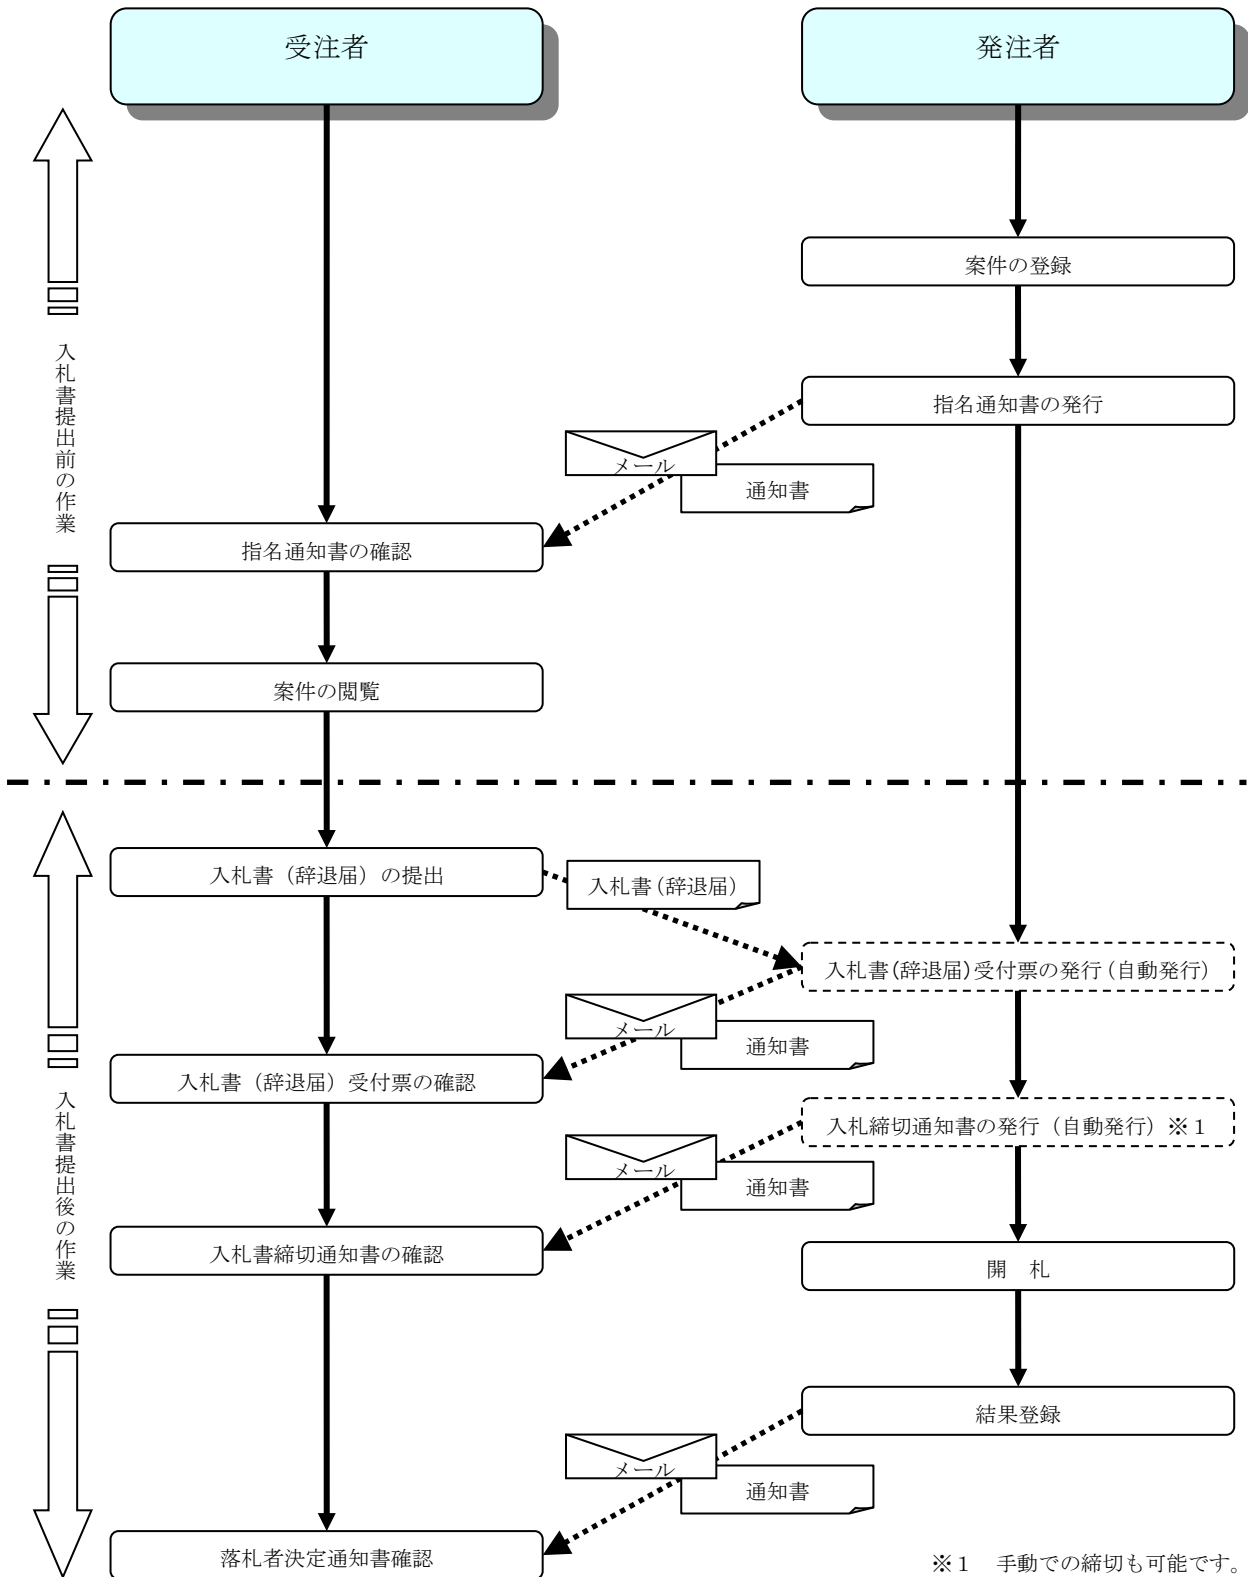 受注者
発注者
案件の登録
指名通知書の発行
メール
通知書
入札書提出前の作業
指名通知書の確認
案件の閲覧
入札書（辞退届）の提出
入札書(辞退届)
入札書(辞退届)受付票の発行(自動発行)
メール
通知書
入札書（辞退届）受付票の確認
入札締切通知書の発行（自動発行）※１
メール
通知書
入札書提出後の作業
入札書締切通知書の確認
開　札
結果登録
メール
通知書
落札者決定通知書確認
※１　手動での締切も可能です。